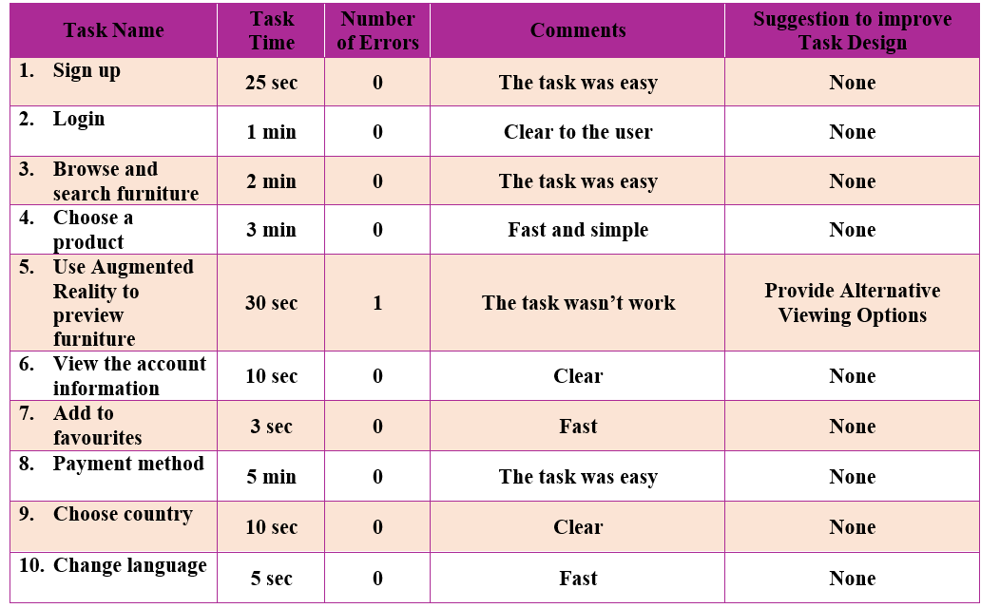 Task Name
Task
Time
Number
of Errors
Comments
Suggestion to improve
Task Design
1. Sign up
25 sec
0
The task was easy
None
2. Login
1 min
0
Clear to the user
None
3. Browse and
search furniture
2 min
0
The task was easy
None
4. Choose a
product
3 min
0
Fast and simple
None
5. Use Augmented
Reality to
preview
furniture
30 sec
1
The task wasn’t work
Provide Alternative
Viewing Options
6. View the account
information
10 sec
0
Clear
None
7. Add to
favourites
3 sec
0
Fast
None
8. Payment method
5 min
0
The task was easy
None
9. Choose country
10 sec
0
Clear
None
10. Change language
5 sec
0
Fast
None